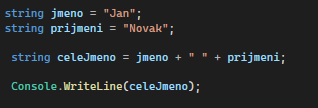 string jmeno = "Jan";
string prijmeni = "Novak";
string celeJmeno = jmeno + " " + prijmeni;
Console.WriteLine(celeJmeno);